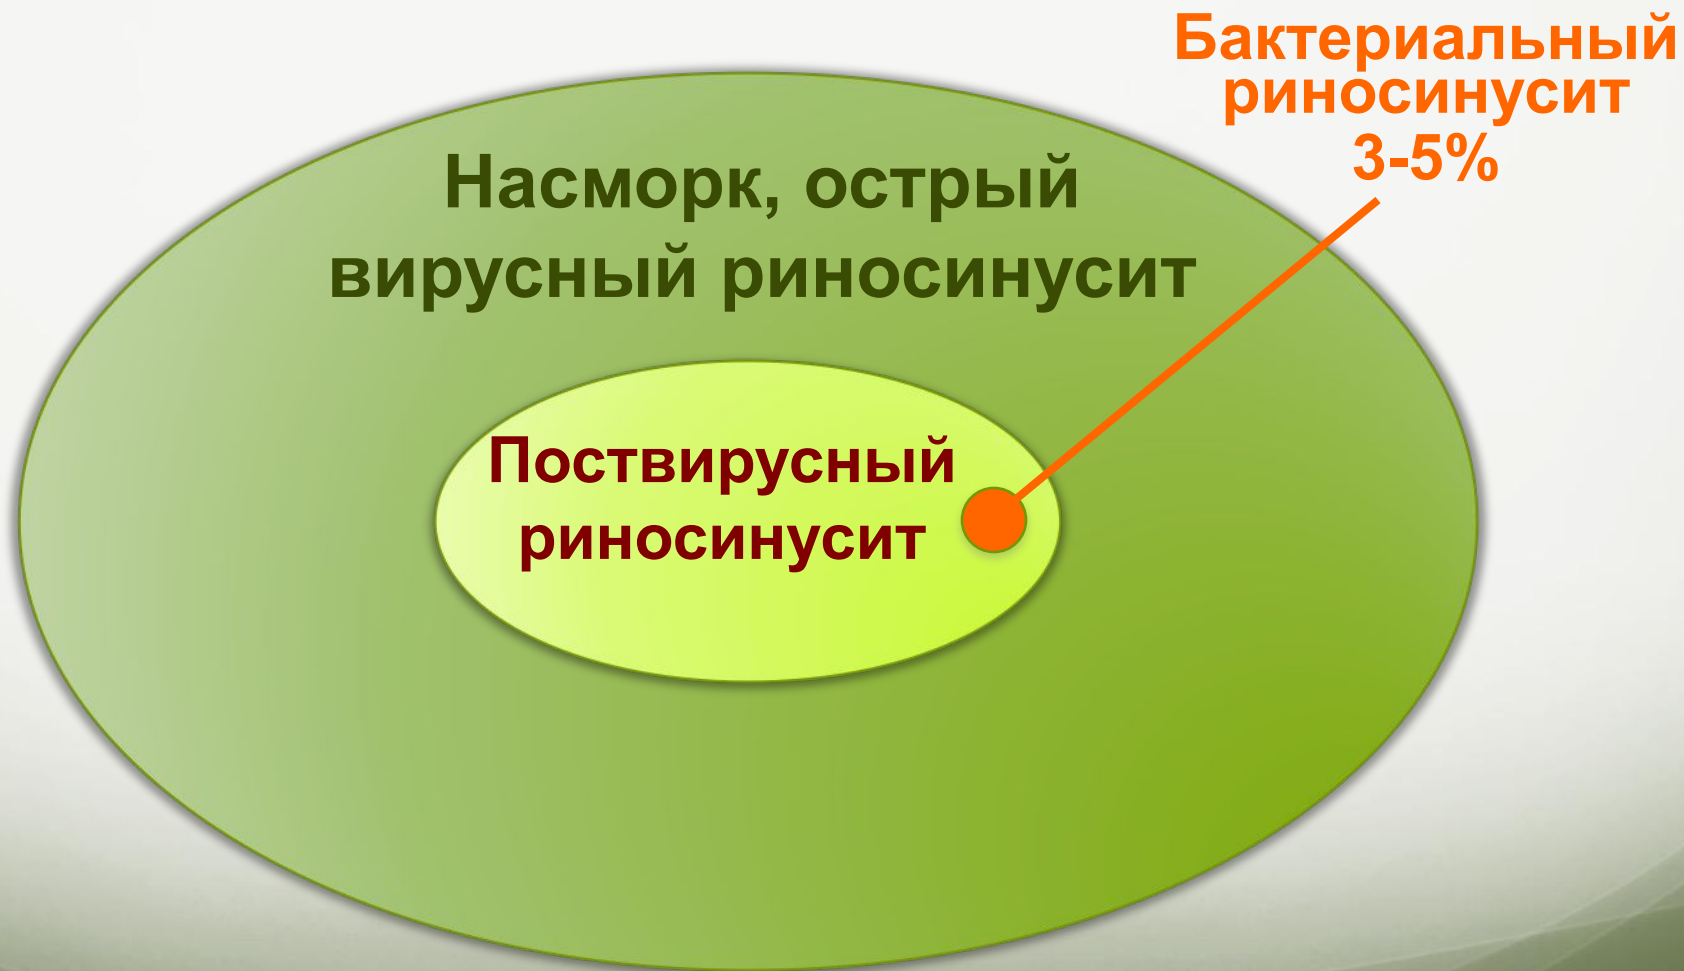 Бактериальный
риносинусит
3-5%
Насморк, острый
вирусный риносинусит
Поствирусный
риносинусит